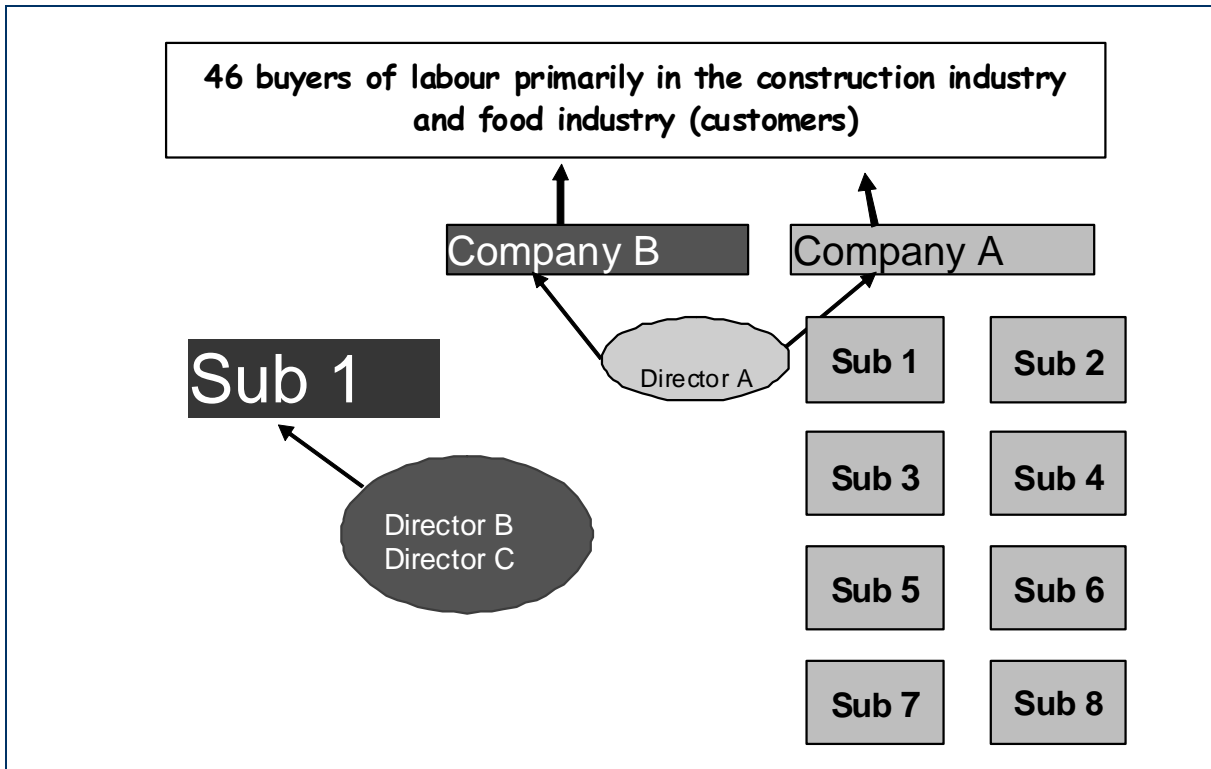 46 buyers of labour primarily in the construction industry
and food industry (customers)
Company B
Company A
Sub 1
Director A
Director B
Director C
Sub 1
Sub 2
Sub 3
Sub 4
Sub 5
Sub 6
Sub 7
Sub 8